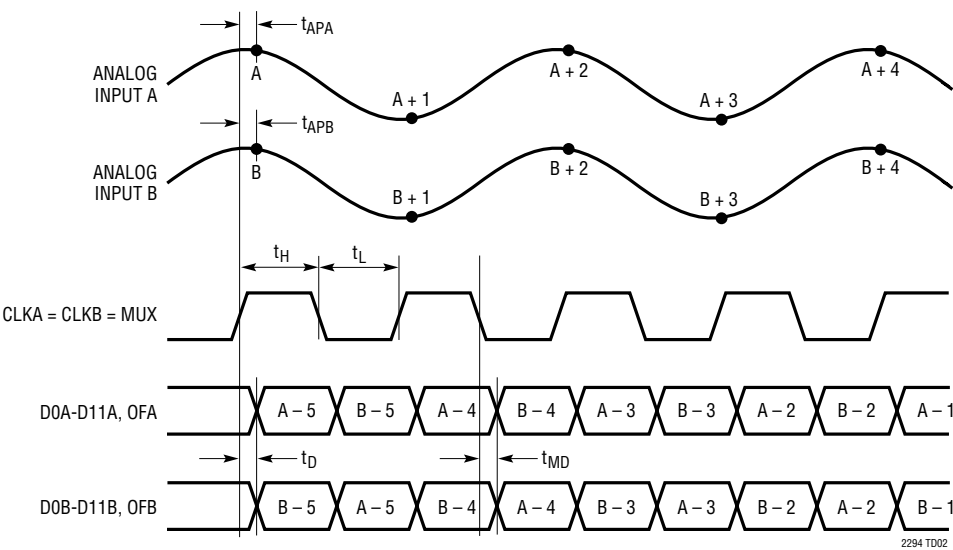 tAPA
ANALOG
INPUT A
A
A + 1
A + 2
A + 3
A + 4
tAPB
ANALOG
INPUT B
B
B + 1
B + 2
B + 3
B + 4
tH
tL
CLKA = CLKB = MUX
D0A-D11A, OFA
A – 5
B – 5
A – 4
B – 4
A – 3
B – 3
A – 2
B – 2
A – 1
tD
tMD
D0B-D11B, OFB
B – 5
A – 5
B – 4
A – 4
B – 3
A – 3
B – 2
A – 2
B – 1
2294 TD02